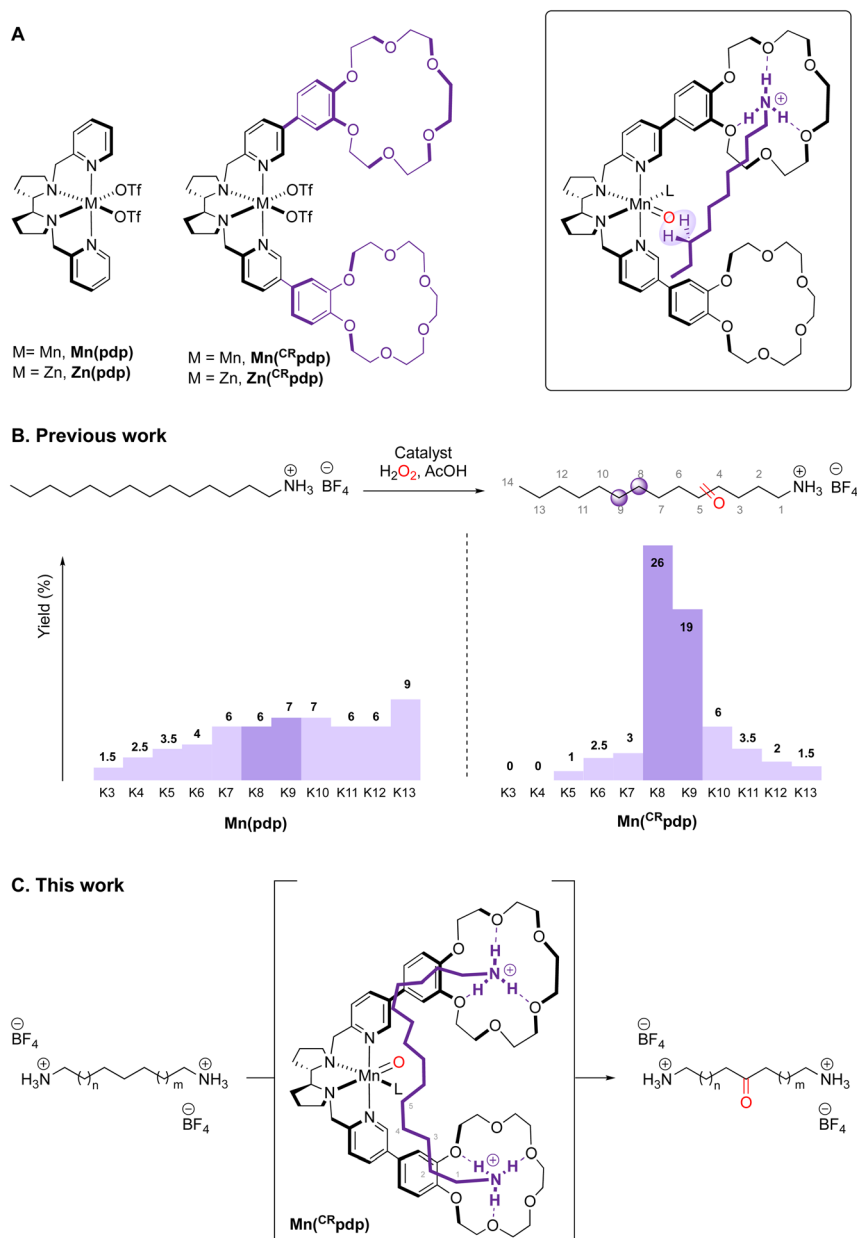 A
N
N
N
N
M
OTf
OTf
M= Mn, Mn(pdp)
M = Zn, Zn(pdp)
O
O
O
O
O
O
N
N
N
N
M
OTf
OTf
O
O
O
O
O
O
M = Mn, Mn(CRpdp)
M = Zn, Zn(CRpdp)
O
O
O
O
O
O
H
N
⊕
H
H
N
N
N
N
Mn
L
O
H
H
O
O
O
O
O
O
B. Previous work
⊕
NH3
⊖
BF4
Catalyst
H2O2, AcOH
14
13
12
11
10
9
8
7
6
5
4
3
2
1
O
⊕
NH3
⊖
BF4
Yield (%)
1.5
2.5
3.5
4
6
6
7
7
6
6
9
K3
K4
K5
K6
K7
K8
K9
K10
K11
K12
K13
Mn(pdp)
0
0
1
2.5
3
26
19
6
3.5
2
1.5
K3
K4
K5
K6
K7
K8
K9
K10
K11
K12
K13
Mn(CRpdp)
C. This work
⊖
BF4
⊕
H3N
n
m
⊕
NH3
⊖
BF4
O
O
O
O
O
O
H
N
⊕
H
H
N
N
N
N
Mn
O
L
5
4
3
2
1
O
O
O
O
O
O
⊕
H
H
N
H
Mn(CRpdp)
⊖
BF4
⊕
H3N
n
O
m
⊕
NH3
⊖
BF4